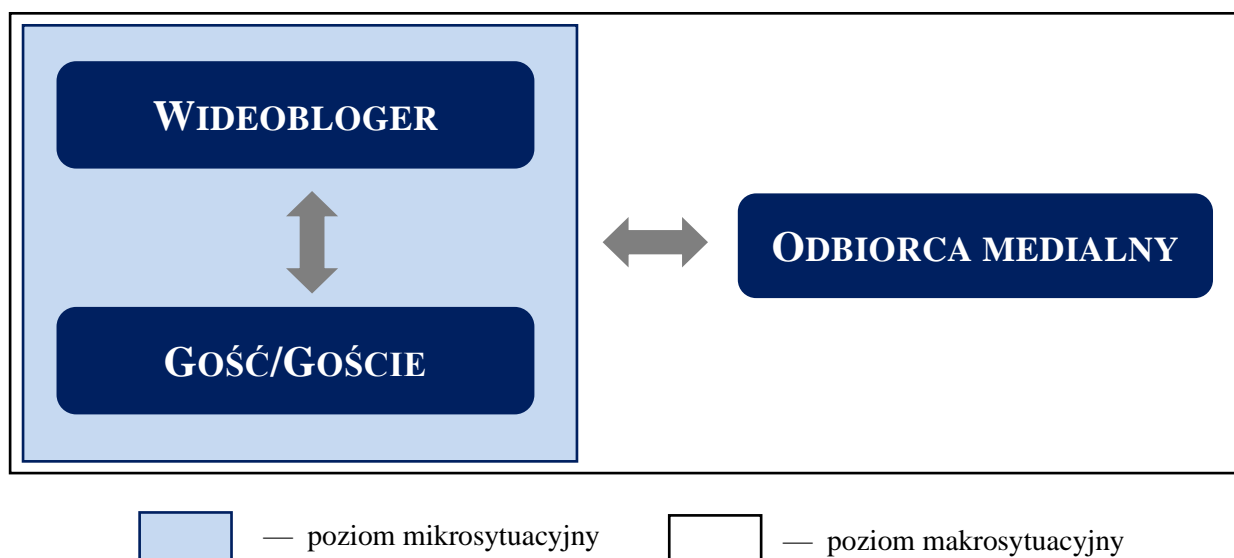 WIDEOBLOGER
GOŚĆ/GOŚCIE
ODBIORCA MEDIALNY
— poziom mikrosytuacyjny
— poziom makrosytuacyjny